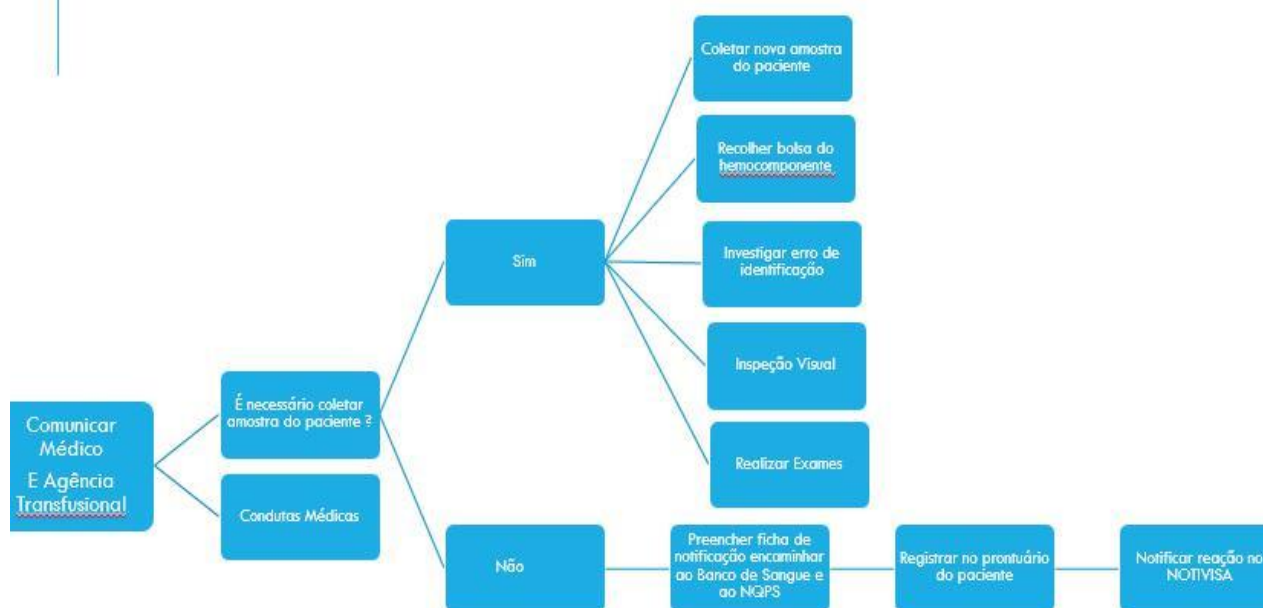 Comunicar
Médico
E Agência
Transfusional
É necessário coletar
amostra do paciente ?
Condutas Médicas
Sim
Coletar nova amostra
do paciente
Recolher bolsa do
hemocomponente
Investigar erro de
identificação
Inspeção Visual
Realizar Exames
Não
Preencher ficha de
notificação encaminhar
ao Banco de Sangue e
ao NQPS
Registrar no prontuário
do paciente
Notificar reação no
NOTIVISA